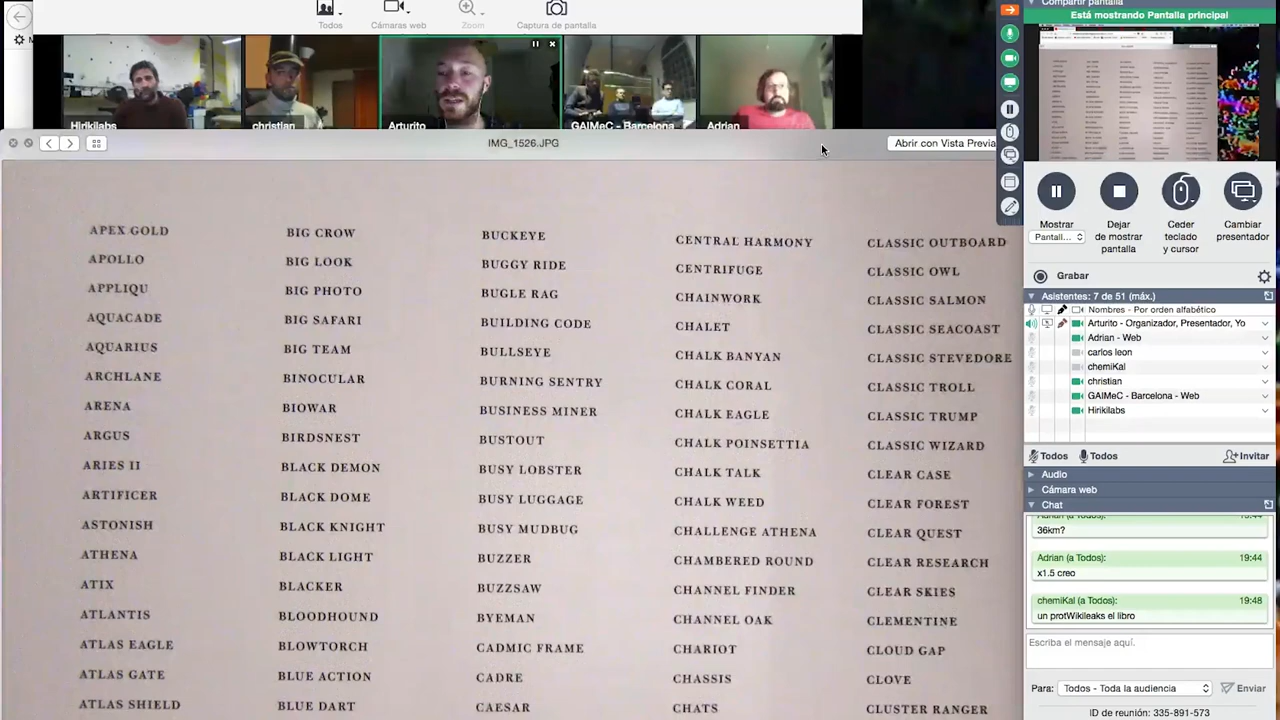 Todos
Cámaras web
Zoom
Captura de pantalla
Hirikilabs
christian
GAIMeC - Barcelona
Adrian
IMG_1526.JPG
Abrir con Vista Previa
APEX GOLD
APOLLO
APPLIQU
AQUACADE
AQUARIUS
ARCHLANE
ARENA
ARGUS
ARIES II
ARTIFICER
ASTONISH
ATHENA
ATIX
ATLANTIS
ATLAS EAGLE
ATLAS GATE
ATLAS SHIELD
BIG CROW
BIG LOOK
BIG PHOTO
BIG SAFARI
BIG TEAM
BINOCULAR
BIOWAR
BIRDSNEST
BLACK DEMON
BLACK DOME
BLACK KNIGHT
BLACK LIGHT
BLACKER
BLOODHOUND
BLOWTORCH
BLUE ACTION
BLUE DART
BUCKEYE
BUGGY RIDE
BUGLE RAG
BUILDING CODE
BULLSEYE
BURNING SENTRY
BUSINESS MINER
BUSTOUT
BUSY LOBSTER
BUSY LUGGAGE
BUSY MUDBUG
BUZZER
BUZZSAW
BYEMAN
CADMIC FRAME
CADRE
CAESAR
CENTRAL HARMONY
CENTRIFUGE
CHAINWORK
CHALET
CHALK BANYAN
CHALK CORAL
CHALK EAGLE
CHALK POINSETTIA
CHALK TALK
CHALK WEED
CHALLENGE ATHENA
CHAMBERED ROUND
CHANNEL FINDER
CHANNEL OAK
CHARIOT
CHASSIS
CHATS
CLASSIC OUTBOARD
CLASSIC OWL
CLASSIC SALMON
CLASSIC SEACOAST
CLASSIC STEVEDORE
CLASSIC TROLL
CLASSIC TRUMP
CLASSIC WIZARD
CLEAR CASE
CLEAR FOREST
CLEAR QUEST
CLEAR RESEARCH
CLEAR SKIES
CLEMENTINE
CLOUD GAP
CLOVE
CLUSTER RANGER
Compartir pantalla
Está mostrando Pantalla principal
Mostrar
Pantall...
Dejar
de mostrar
pantalla
Ceder
teclado
y cursor
Cambiar
presentador
Grabar
Asistentes: 7 de 51 (máx.)
Nombres - Por orden alfabético
Arturito - Organizador, Presentador, Yo
Adrian - Web
carlos leon
chemiKal
christian
GAIMeC - Barcelona - Web
Hirikilabs
Todos
Todos
Invitar
Audio
Cámara web
Chat
Adrian (a Todos): 19:44
36km?
Adrian (a Todos): 19:44
x1.5 creo
chemiKal (a Todos): 19:48
un protWikileaks el libro
Escriba el mensaje aquí.
Para: Todos - Toda la audiencia
Enviar
ID de reunión: 335-891-573